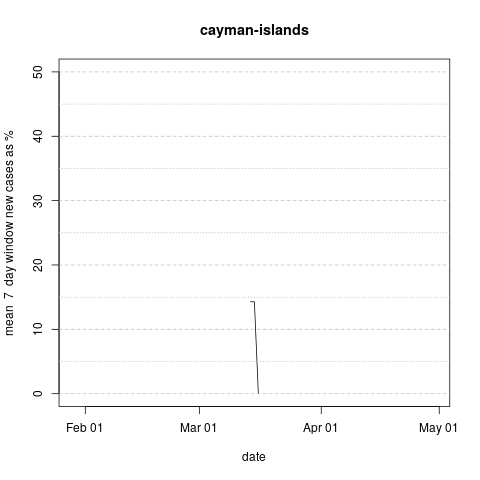 cayman-islands
mean 7 day window new cases as %
50
40
30
20
10
0
Feb 01
Mar 01
Apr 01
May 01
date